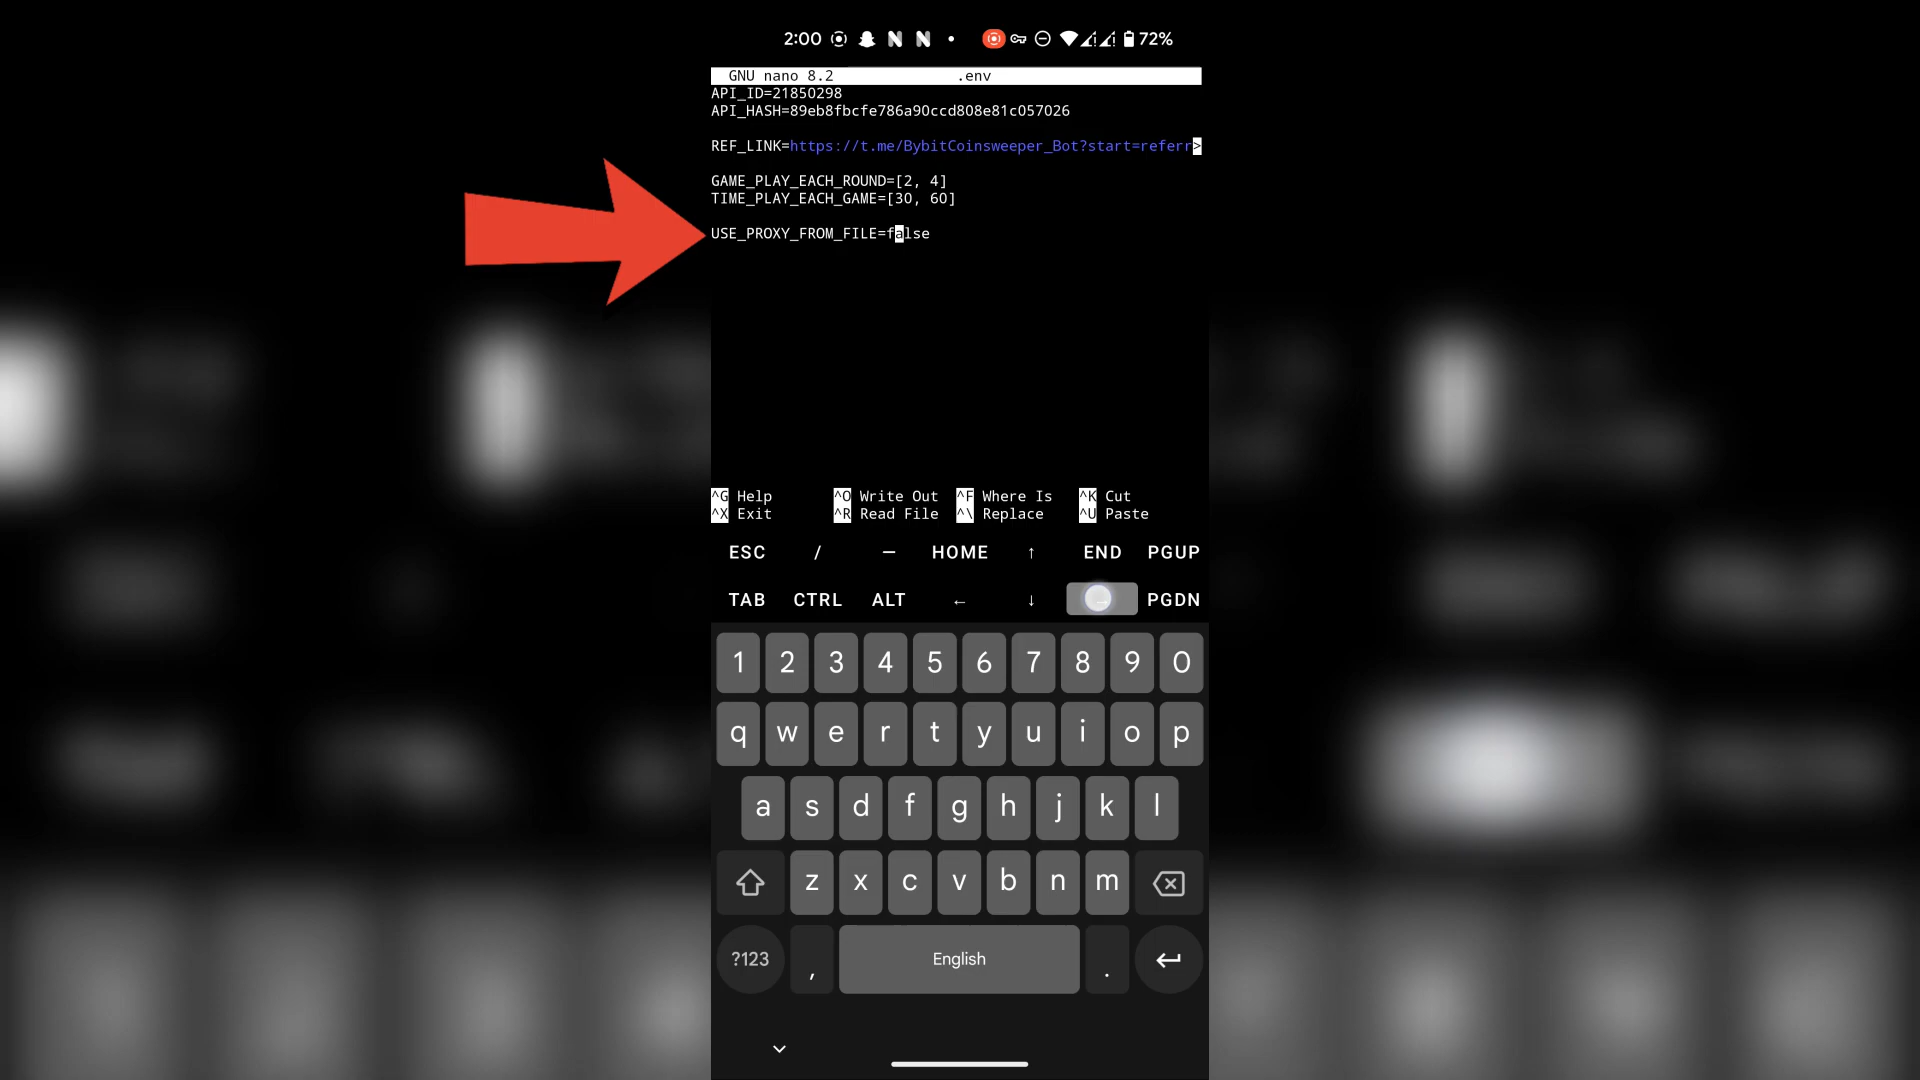 2:00 72%
GNU nano 8.2 .env
API_ID=21850298
API_HASH=89eb8fbcfe786a90ccd808e81c057026
REF_LINK=https://t.me/BybitCoinsweeper_Bot?start=referr>
GAME_PLAY_EACH_ROUND=[2, 4]
TIME_PLAY_EACH_GAME=[30, 60]
USE_PROXY_FROM_FILE=false
^G Help ^O Write Out ^F Where Is ^K Cut
^X Exit ^R Read File ^\ Replace ^U Paste
ESC / — HOME ↑ END PGUP
TAB CTRL ALT ← ↓ → PGDN
1 2 3 4 5 6 7 8 9 0
q w e r t y u i o p
a s d f g h j k l
z x c v b n m
?123 , English .